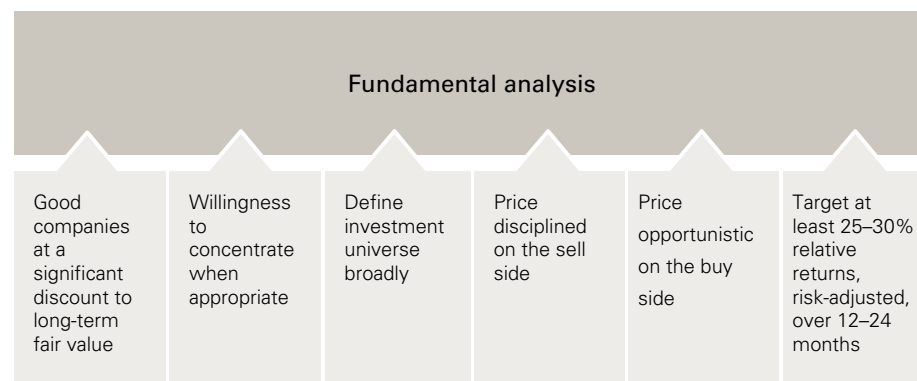 Fundamental analysis
Good
companies
at a
significant
discount to
long-term
fair value
Willingness
to
concentrate
when
appropriate
Define
investment
universe
broadly
Price
disciplined
on the sell
side
Price
opportunistic
on the buy
side
Target at
least 25–30%
relative
returns,
risk-adjusted,
over 12–24
months